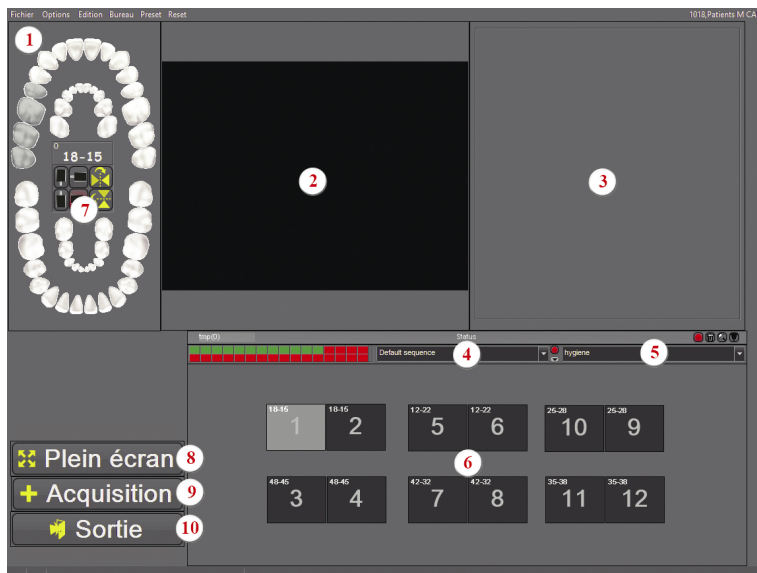 Fichier Options Edition Bureau Preset Reset 1018,Patients M CA
1
2
3
0
18-15
7
tmp(0) Status
Default sequence 4 hygiene 5
18-15 18-15 12-22 12-22 25-28 25-28
1 2 5 6 10 9
6
48-45 48-45 42-32 42-32 35-38 35-38
3 4 7 8 11 12
Plein écran 8
Acquisition 9
Sortie 10